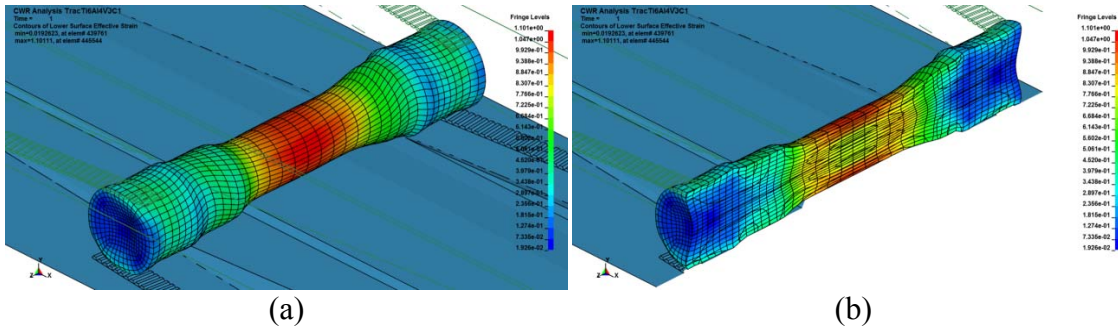 CWR Analysis TracTi6Al4VJC1
Time = 1
Contours of Lower Surface Effective Strain
min=0.0192623, at elem# 439761
max=1.19111, at elem# 445544
Fringe Levels
1.101e+00
1.047e+00
9.929e-01
9.388e-01
8.847e-01
8.307e-01
7.766e-01
7.225e-01
6.684e-01
6.143e-01
5.602e-01
5.061e-01
4.520e-01
3.979e-01
3.438e-01
2.897e-01
2.356e-01
1.815e-01
1.274e-01
7.335e-02
1.926e-02
Z
Y
X
(a)
CWR Analysis TracTi6Al4VJC1
Time = 1
Contours of Lower Surface Effective Strain
min=0.0192623, at elem# 439761
max=1.19111, at elem# 445544
Fringe Levels
1.101e+00
1.047e+00
9.929e-01
9.388e-01
8.847e-01
8.307e-01
7.766e-01
7.225e-01
6.684e-01
6.143e-01
5.602e-01
5.061e-01
4.520e-01
3.979e-01
3.438e-01
2.897e-01
2.356e-01
1.815e-01
1.274e-01
7.335e-02
1.926e-02
Z
Y
X
(b)